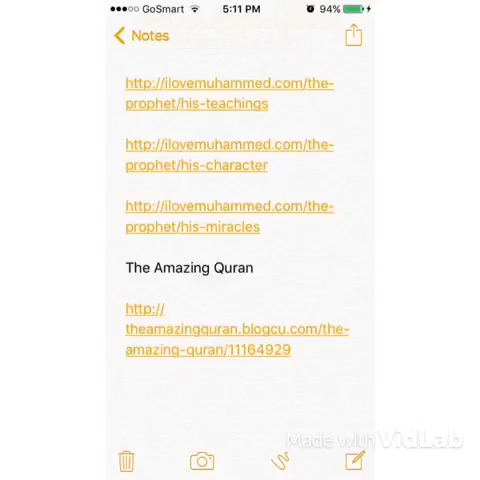 GoSmart 5:11 PM 94%
Notes
http://ilovemuhammed.com/the-
prophet/his-teachings
http://ilovemuhammed.com/the-
prophet/his-character
http://ilovemuhammed.com/the-
prophet/his-miracles
The Amazing Quran
http://
theamazingquran.blogcu.com/the-
amazing-quran/11164929
Made with VidLab